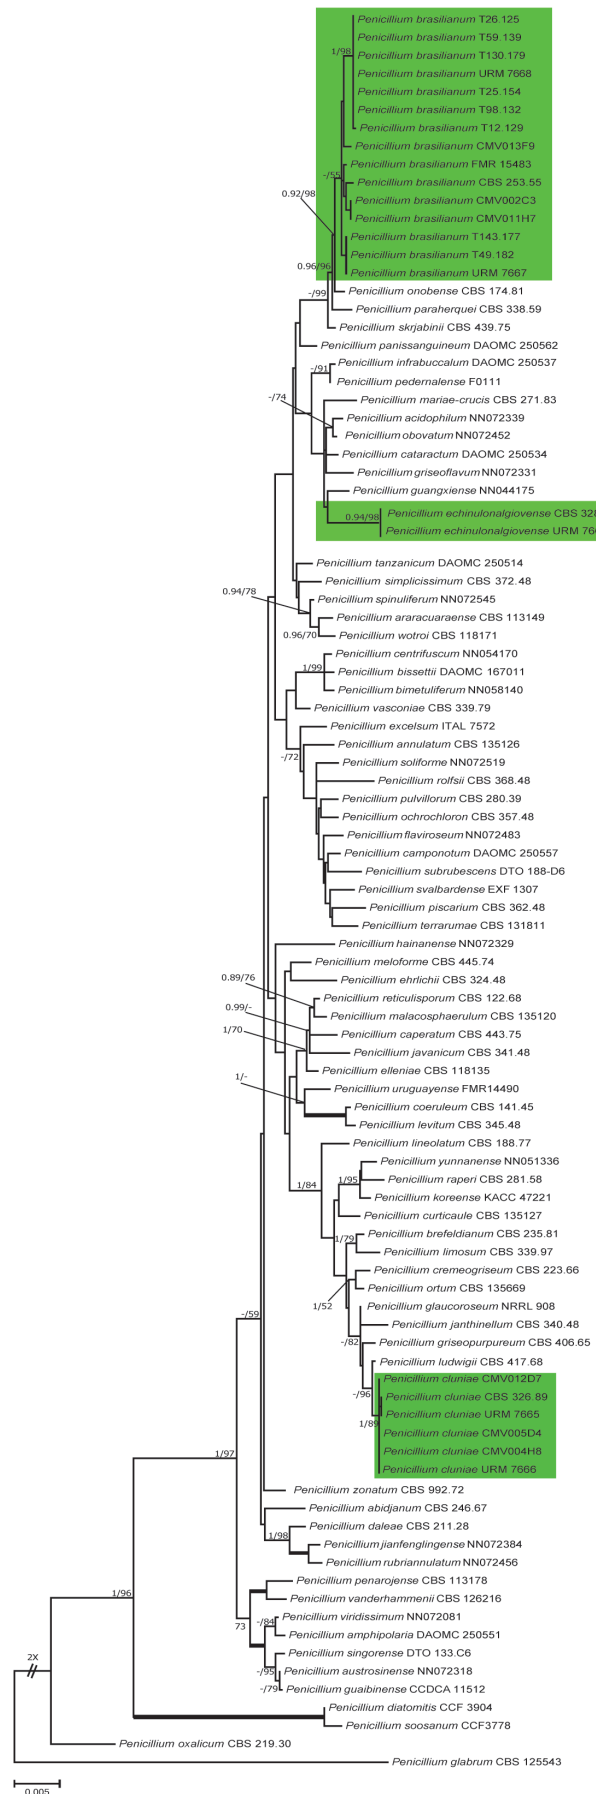 Penicillium brasilianum T26.125
Penicillium brasilianum T59.139
Penicillium brasilianum T130.179
1/98
Penicillium brasilianum URM 7668
Penicillium brasilianum T25.154
Penicillium brasilianum T98.132
Penicillium brasilianum T12.129
Penicillium brasilianum CMV013F9
Penicillium brasilianum FMR 15483
-/55
Penicillium brasilianum CBS 253.55
0.92/98
Penicillium brasilianum CMV002C3
Penicillium brasilianum CMV011H7
Penicillium brasilianum T143.177
Penicillium brasilianum T49.182
0.96/96
Penicillium brasilianum URM 7667
Penicillium onobense CBS 174.81
-/99
Penicillium paraherquei CBS 338.59
Penicillium skrjabinii CBS 439.75
Penicillium panissanguineum DAOMC 250562
Penicillium infrabuccalum DAOMC 250537
-/91
Penicillium pedernalense F0111
-/74
Penicillium mariae-crucis CBS 271.83
Penicillium acidophilum NN072339
Penicillium obovatum NN072452
Penicillium cataractum DAOMC 250534
Penicillium griseoflavum NN072331
Penicillium guangxiense NN044175
Penicillium echinulonalgiovense CBS 328
0.94/98
Penicillium echinulonalgiovense URM 76
Penicillium tanzanicum DAOMC 250514
Penicillium simplicissimum CBS 372.48
0.94/78
Penicillium spinuliferum NN072545
Penicillium araracuaraense CBS 113149
0.96/70
Penicillium wotroi CBS 118171
Penicillium centrifuscum NN054170
1/99
Penicillium bissettii DAOMC 167011
Penicillium bimetuliferum NN058140
Penicillium vasconiae CBS 339.79
Penicillium excelsum ITAL 7572
Penicillium annulatum CBS 135126
-/72
Penicillium soliforme NN072519
Penicillium rolfsii CBS 368.48
Penicillium pulvillorum CBS 280.39
Penicillium ochrochloron CBS 357.48
Penicillium flaviroseum NN072483
Penicillium camponotum DAOMC 250557
Penicillium subrubescens DTO 188-D6
Penicillium svalbardense EXF 1307
Penicillium piscarium CBS 362.48
Penicillium terrarumae CBS 131811
Penicillium hainanense NN072329
Penicillium meloforme CBS 445.74
0.89/76
Penicillium ehrlichii CBS 324.48
Penicillium reticulisporum CBS 122.68
0.99/-
Penicillium malacosphaerulum CBS 135120
1/70
Penicillium caperatum CBS 443.75
Penicillium javanicum CBS 341.48
Penicillium elleniae CBS 118135
1/-
Penicillium uruguayense FMR14490
Penicillium coeruleum CBS 141.45
Penicillium levitum CBS 345.48
Penicillium lineolatum CBS 188.77
Penicillium yunnanense NN051336
1/84
1/95
Penicillium raperi CBS 281.58
Penicillium koreense KACC 47221
Penicillium curticaule CBS 135127
Penicillium brefeldianum CBS 235.81
1/79
Penicillium limosum CBS 339.97
Penicillium cremeogriseum CBS 223.66
Penicillium ortum CBS 135669
1/52
Penicillium glaucoroseum NRRL 908
Penicillium janthinellum CBS 340.48
-/82
Penicillium griseopurpureum CBS 406.65
Penicillium ludwigii CBS 417.68
Penicillium cluniae CMV012D7
-/96
Penicillium cluniae CBS 326.89
Penicillium cluniae URM 7665
1/89
Penicillium cluniae CMV005D4
-/59
Penicillium cluniae CMV004H8
1/97
Penicillium cluniae URM 7666
Penicillium zonatum CBS 992.72
Penicillium abidjanum CBS 246.67
Penicillium daleae CBS 211.28
1/98
Penicillium jianfenglingense NN072384
Penicillium rubriannulatum NN072456
Penicillium penarojense CBS 113178
1/96
Penicillium vanderhammenii CBS 126216
Penicillium viridissimum NN072081
73
-/84
Penicillium amphipolaria DAOMC 250551
Penicillium singorense DTO 133.C6
2X
-/95
Penicillium austrosinense NN072318
-/79
Penicillium guaibinense CCDCA 11512
Penicillium diatomitis CCF 3904
Penicillium soosanum CCF3778
Penicillium oxalicum CBS 219.30
Penicillium glabrum CBS 125543
0.005